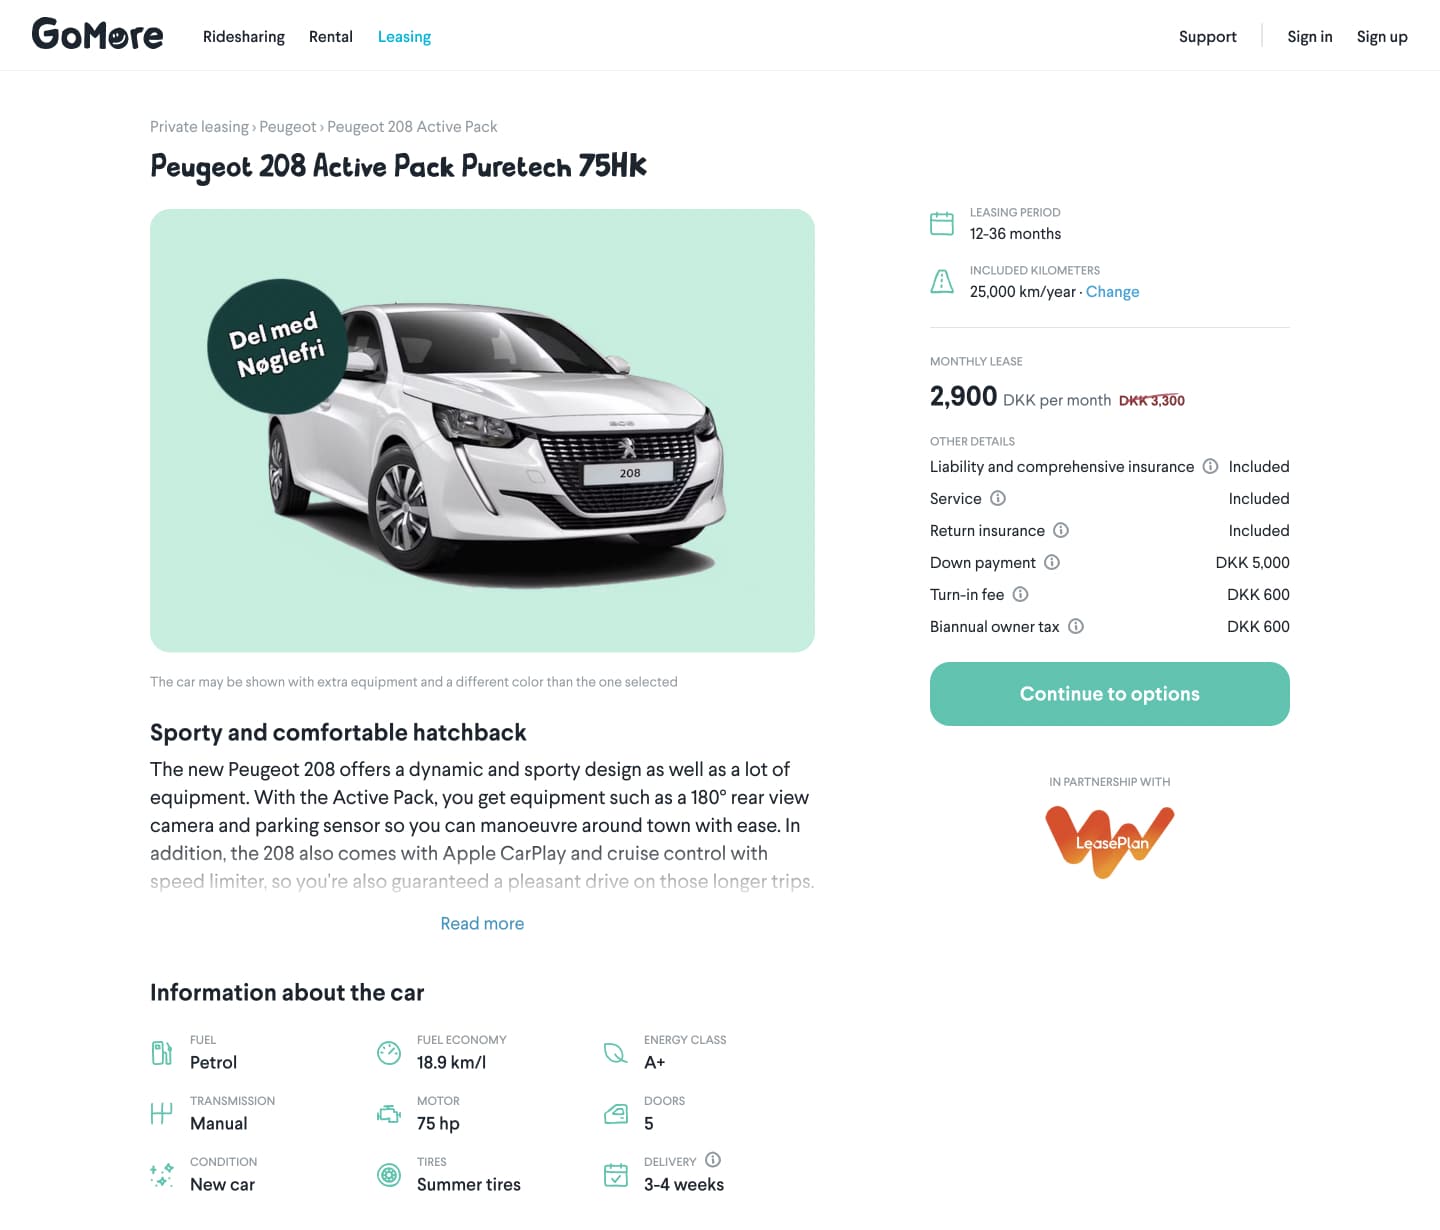 GoMore
Ridesharing
Rental
Leasing
Support
Sign in
Sign up
Private leasing › Peugeot › Peugeot 208 Active Pack
Peugeot 208 Active Pack Puretech 75HK
Del med
Nøglefri
208
208
The car may be shown with extra equipment and a different color than the one selected
Sporty and comfortable hatchback
The new Peugeot 208 offers a dynamic and sporty design as well as a lot of
equipment. With the Active Pack, you get equipment such as a 180° rear view
camera and parking sensor so you can manoeuvre around town with ease. In
addition, the 208 also comes with Apple CarPlay and cruise control with
speed limiter, so you're also guaranteed a pleasant drive on those longer trips.
Read more
Information about the car
FUEL
Petrol
FUEL ECONOMY
18.9 km/l
ENERGY CLASS
A+
TRANSMISSION
Manual
MOTOR
75 hp
DOORS
5
CONDITION
New car
TIRES
Summer tires
DELIVERY
3-4 weeks
LEASING PERIOD
12-36 months
INCLUDED KILOMETERS
25,000 km/year · Change
MONTHLY LEASE
2,900 DKK per month DKK 3,300
OTHER DETAILS
Liability and comprehensive insurance Included
Service Included
Return insurance Included
Down payment DKK 5,000
Turn-in fee DKK 600
Biannual owner tax DKK 600
Continue to options
IN PARTNERSHIP WITH
LeasePlan